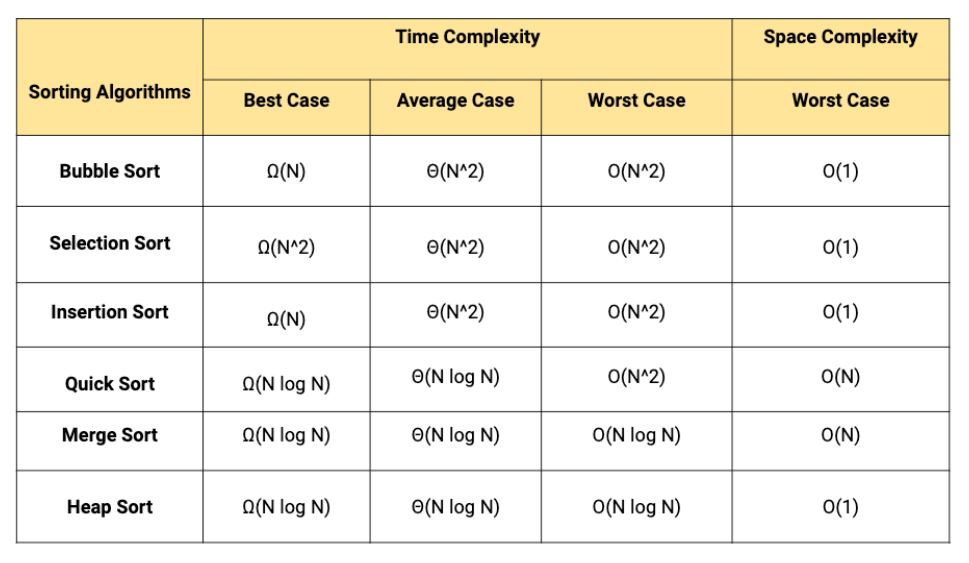 Time Complexity Space Complexity
Sorting Algorithms
Best Case Average Case Worst Case Worst Case
Bubble Sort Ω(N) Θ(N^2) O(N^2) O(1)
Selection Sort Ω(N^2) Θ(N^2) O(N^2) O(1)
Insertion Sort Ω(N) Θ(N^2) O(N^2) O(1)
Quick Sort Ω(N log N) Θ(N log N) O(N^2) O(N)
Merge Sort Ω(N log N) Θ(N log N) O(N log N) O(N)
Heap Sort Ω(N log N) Θ(N log N) O(N log N) O(1)